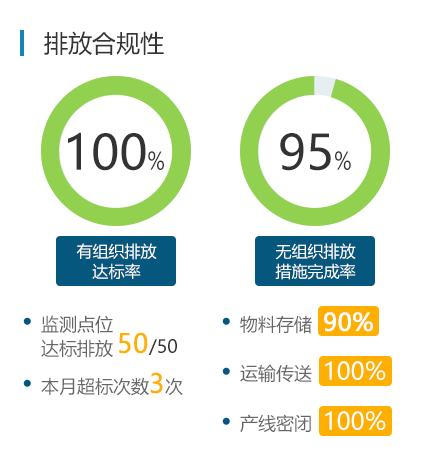 排放合规性
100%
95%
有组织排放
达标率
无组织排放
措施完成率
监测点位
达标排放 50/50
本月超标次数3次
物料存储 90%
运输传送 100%
产线密闭 100%